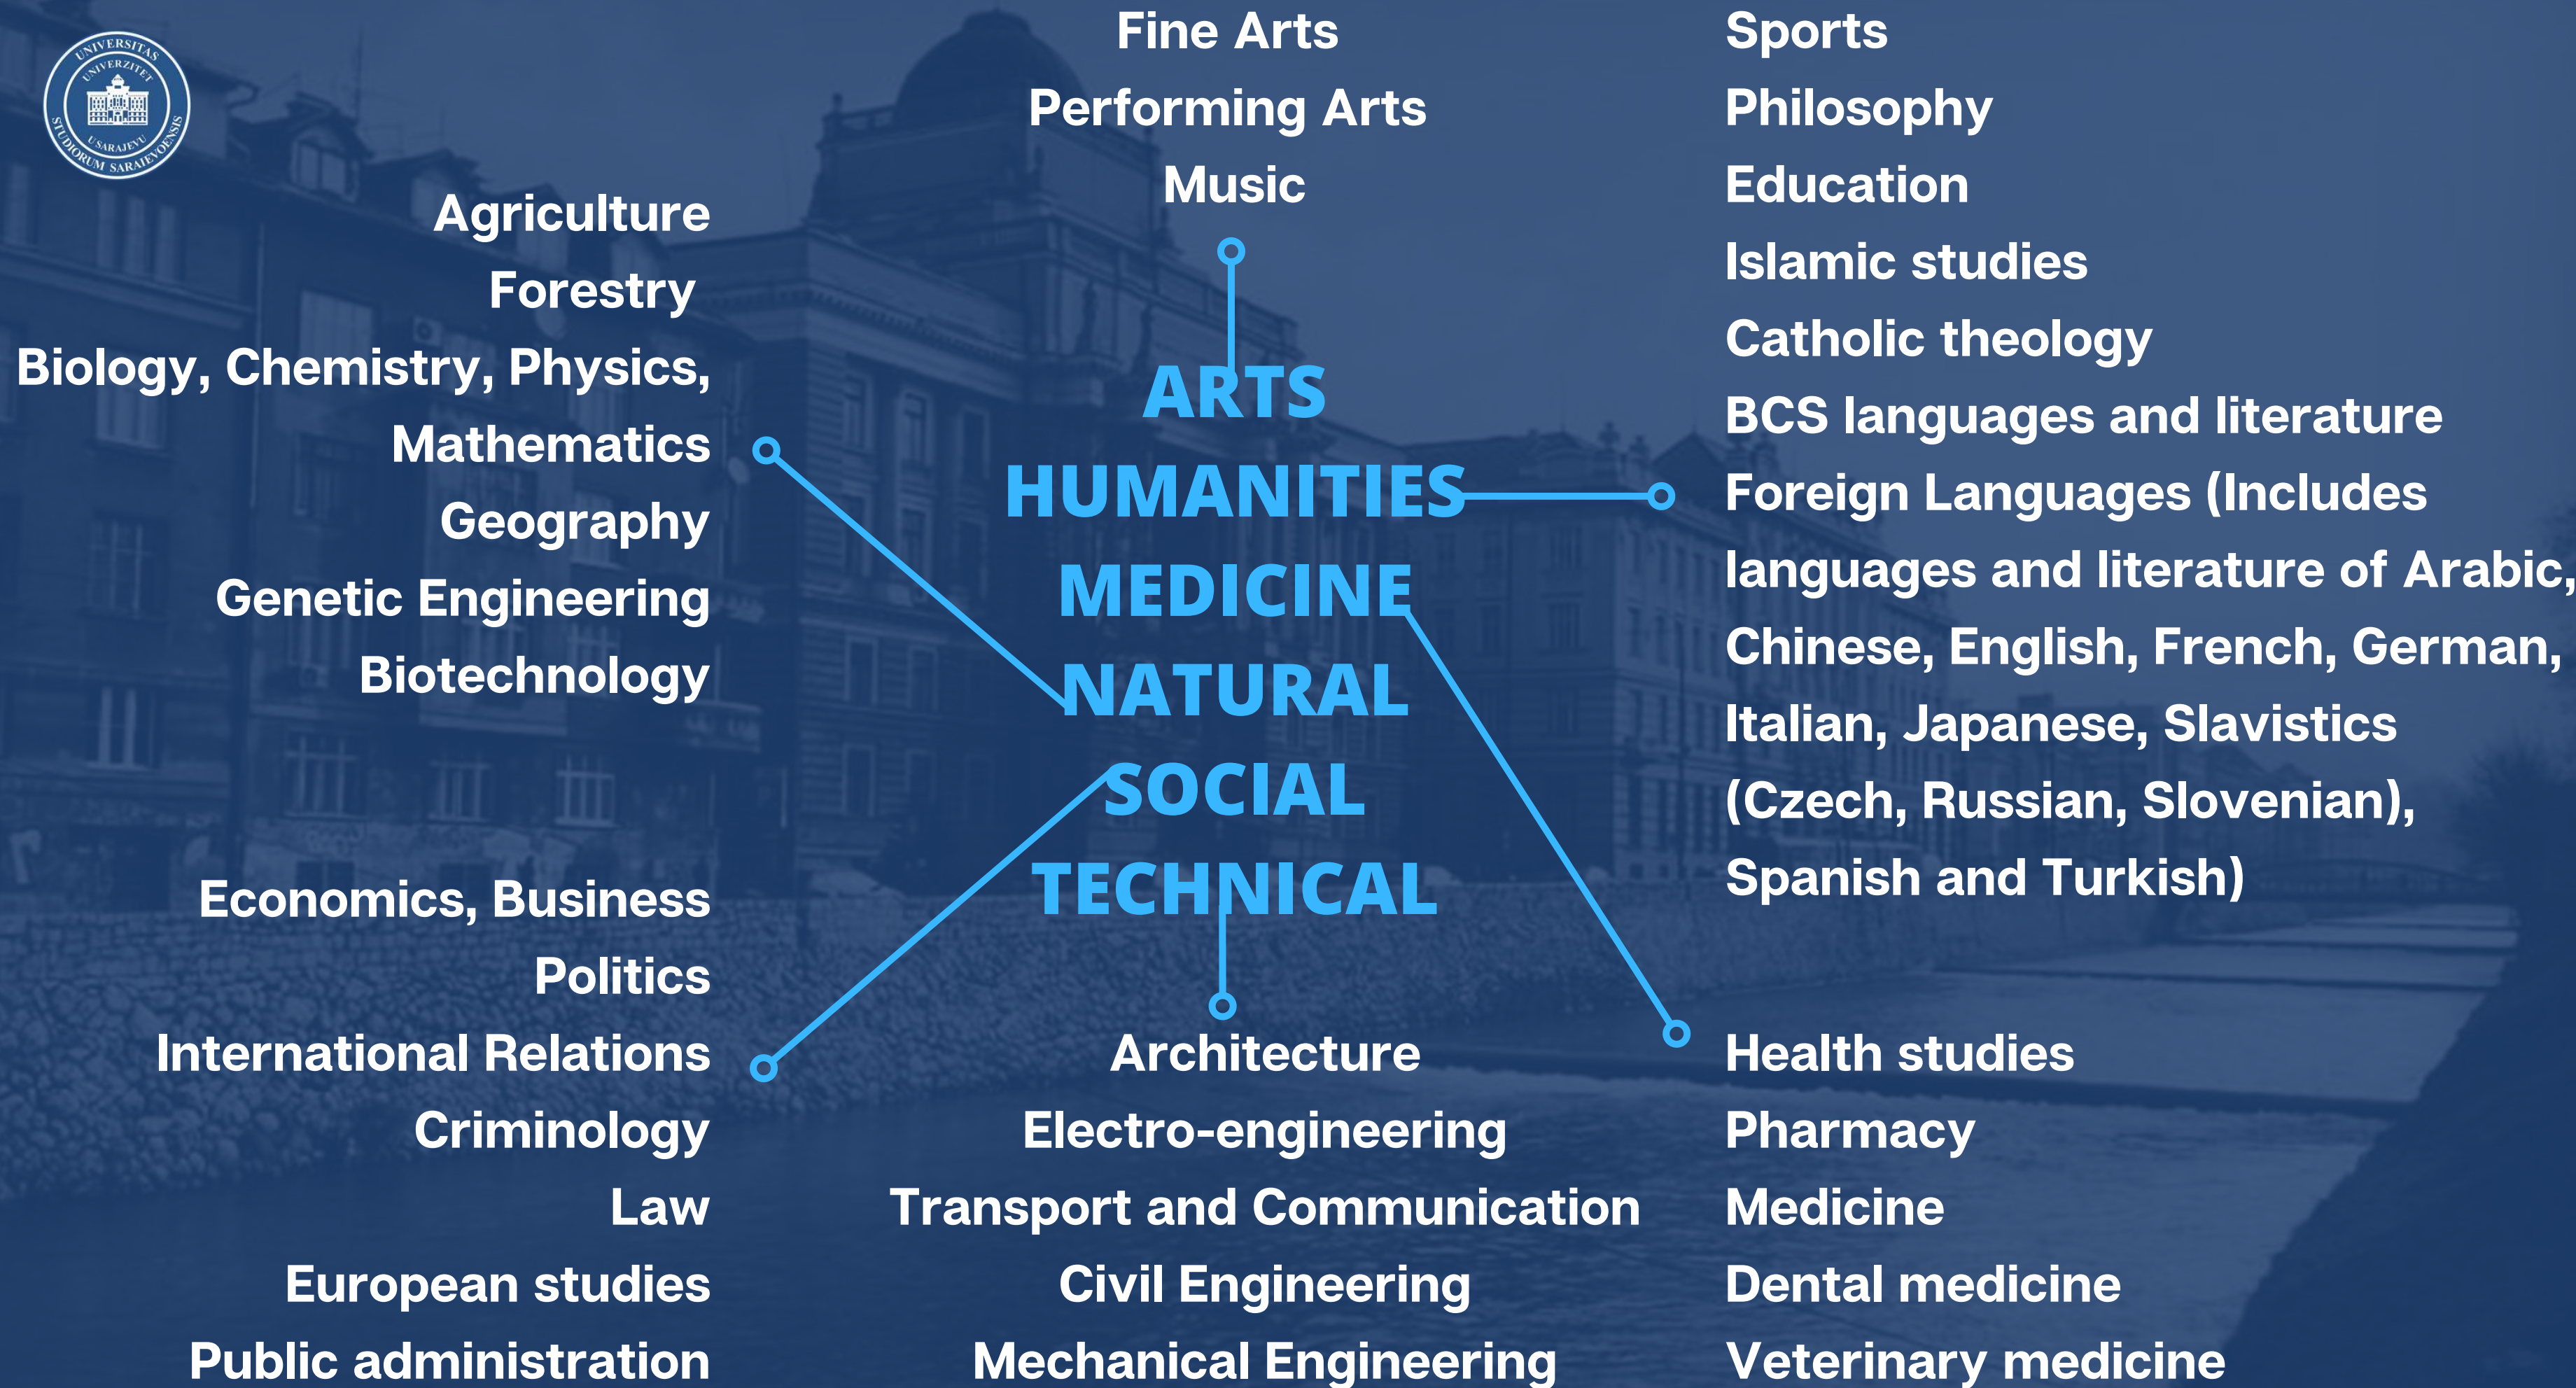 UNIVERSITAS
STUDIORUM SARAIEVOENSIS
UNIVERZITET
U SARAJEVU
Fine Arts
Performing Arts
Music
Agriculture
Forestry
Biology, Chemistry, Physics,
Mathematics
Geography
Genetic Engineering
Biotechnology
ARTS
HUMANITIES
MEDICINE
NATURAL
SOCIAL
TECHNICAL
Sports
Philosophy
Education
Islamic studies
Catholic theology
BCS languages and literature
Foreign Languages (Includes
languages and literature of Arabic,
Chinese, English, French, German,
Italian, Japanese, Slavistics
(Czech, Russian, Slovenian),
Spanish and Turkish)
Economics, Business
Politics
International Relations
Criminology
Law
European studies
Public administration
Architecture
Electro-engineering
Transport and Communication
Civil Engineering
Mechanical Engineering
Health studies
Pharmacy
Medicine
Dental medicine
Veterinary medicine